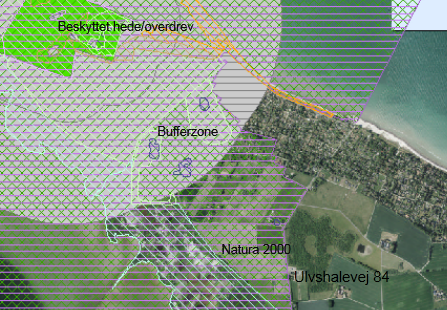 Beskyttet hede/overdrev
Bufferzone
Natura 2000
Ulvshalevej 84